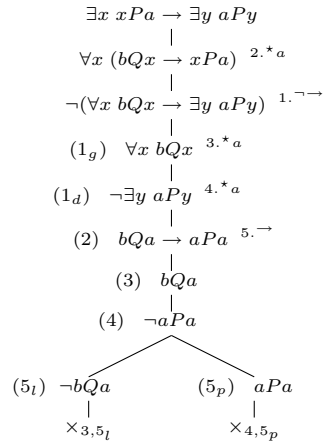 ∃x xPa → ∃y aPy
∀x (bQx → xPa) 2.⋆a
¬(∀x bQx → ∃y aPy) 1.¬→
(1g) ∀x bQx 3.⋆a
(1d) ¬∃y aPy 4.⋆a
(2) bQa → aPa 5.→
(3) bQa
(4) ¬aPa
(5l) ¬bQa (5p) aPa
×3,5l ×4,5p